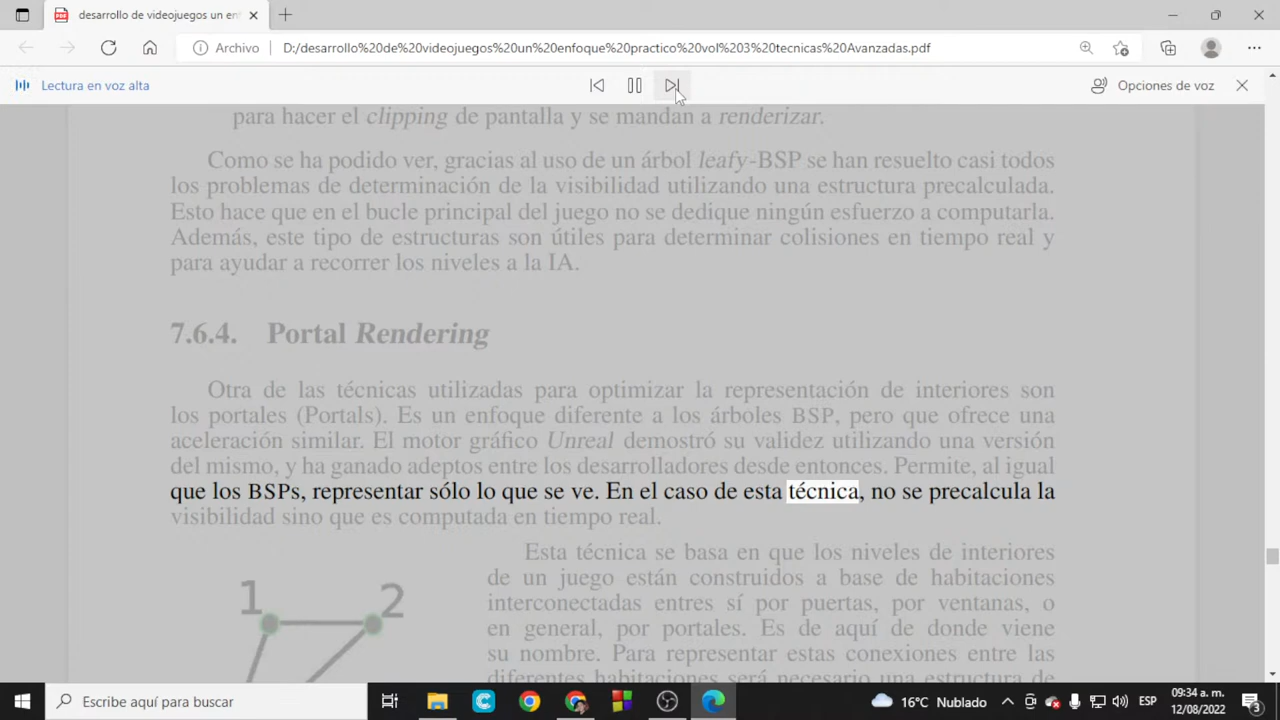 desarrollo de videojuegos un enf
Archivo
D:/desarrollo%20de%20videojuegos%20un%20enfoque%20practico%20vol%203%20tecnicas%20Avanzadas.pdf
Lectura en voz alta
Opciones de voz
para hacer el clipping de pantalla y se mandan a renderizar.
Como se ha podido ver, gracias al uso de un árbol leafy-BSP se han resuelto casi todos
los problemas de determinación de la visibilidad utilizando una estructura precalculada.
Esto hace que en el bucle principal del juego no se dedique ningún esfuerzo a computarla.
Además, este tipo de estructuras son útiles para determinar colisiones en tiempo real y
para ayudar a recorrer los niveles a la IA.
7.6.4. Portal Rendering
Otra de las técnicas utilizadas para optimizar la representación de interiores son
los portales (Portals). Es un enfoque diferente a los árboles BSP, pero que ofrece una
aceleración similar. El motor gráfico Unreal demostró su validez utilizando una versión
del mismo, y ha ganado adeptos entre los desarrolladores desde entonces. Permite, al igual
que los BSPs, representar sólo lo que se ve. En el caso de esta técnica, no se precalcula la
visibilidad sino que es computada en tiempo real.
1
2
Esta técnica se basa en que los niveles de interiores
de un juego están construidos a base de habitaciones
interconectadas entres sí por puertas, por ventanas, o
en general, por portales. Es de aquí de donde viene
su nombre. Para representar estas conexiones entre las
diferentes habitaciones será necesario una estructura de
Escribe aquí para buscar
16°C Nublado
ESP
09:34 a. m.
12/08/2022
3